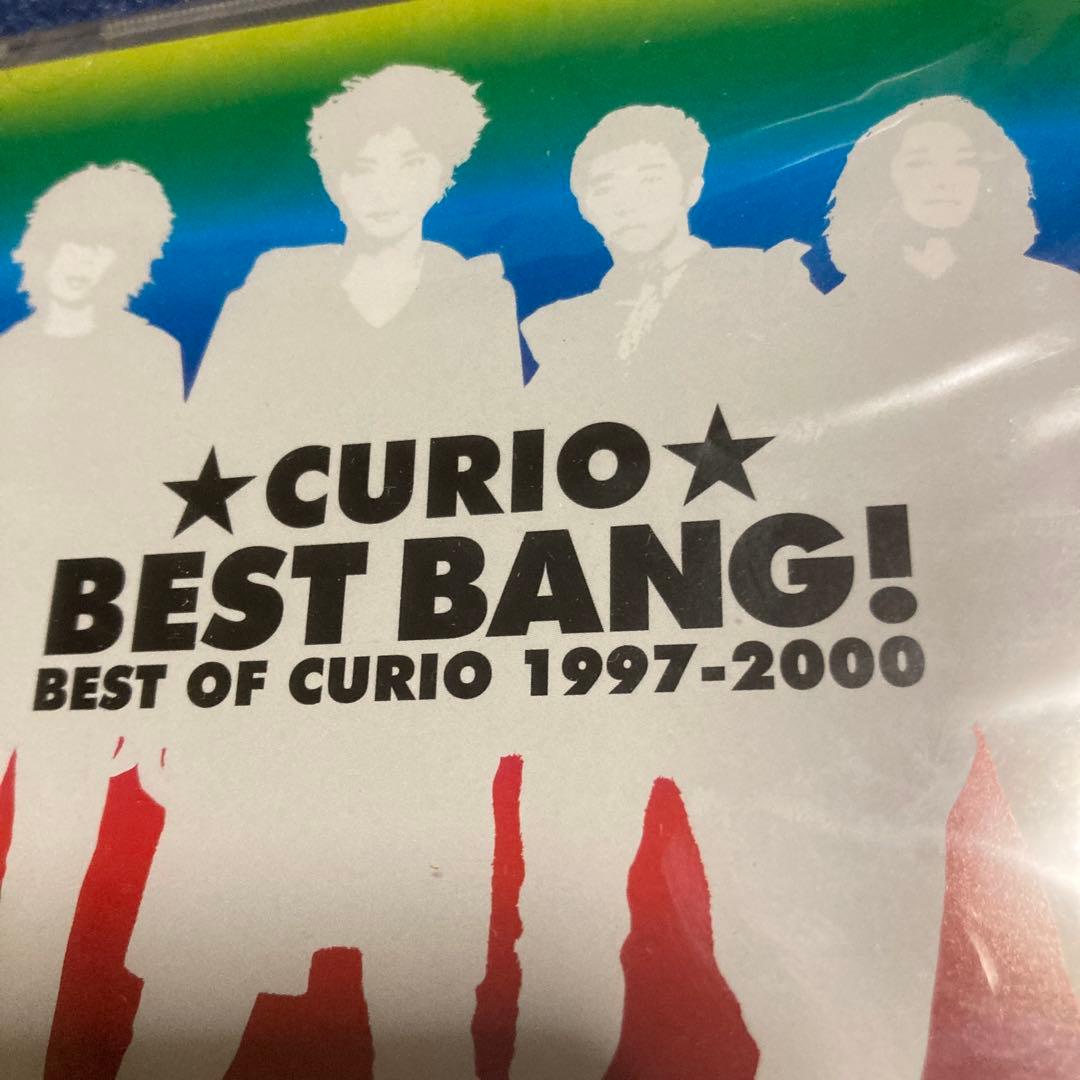 ★CURIO★
BEST BANG!
BEST OF CURIO 1997-2000